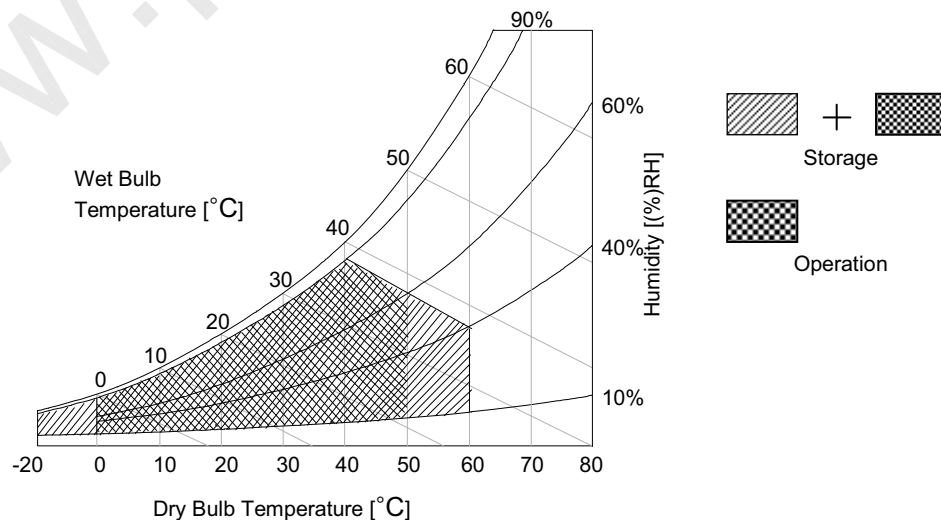 90%
60
60%
50
Wet Bulb
Temperature [°C]
Storage
40
40%
Humidity [(%)RH]
30
Operation
20
10
0
10%
-20 0 10 20 30 40 50 60 70 80
Dry Bulb Temperature [°C]